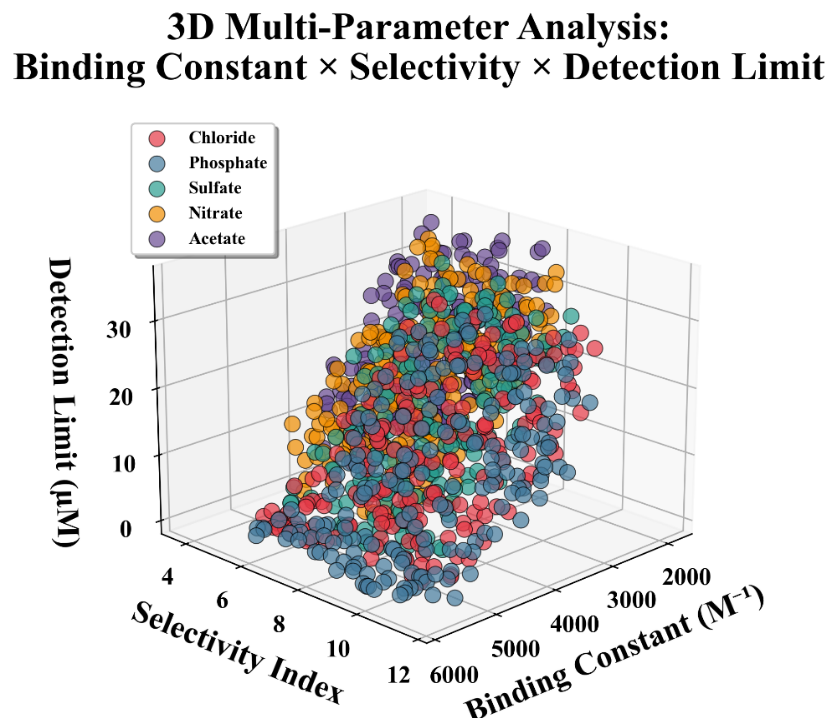 3D Multi-Parameter Analysis:
Binding Constant × Selectivity × Detection Limit
Chloride
Phosphate
Sulfate
Nitrate
Acetate
Detection Limit (μM)
30
20
10
0
4
6
8
10
12
Selectivity Index
6000
5000
4000
3000
2000
Binding Constant (M⁻¹)